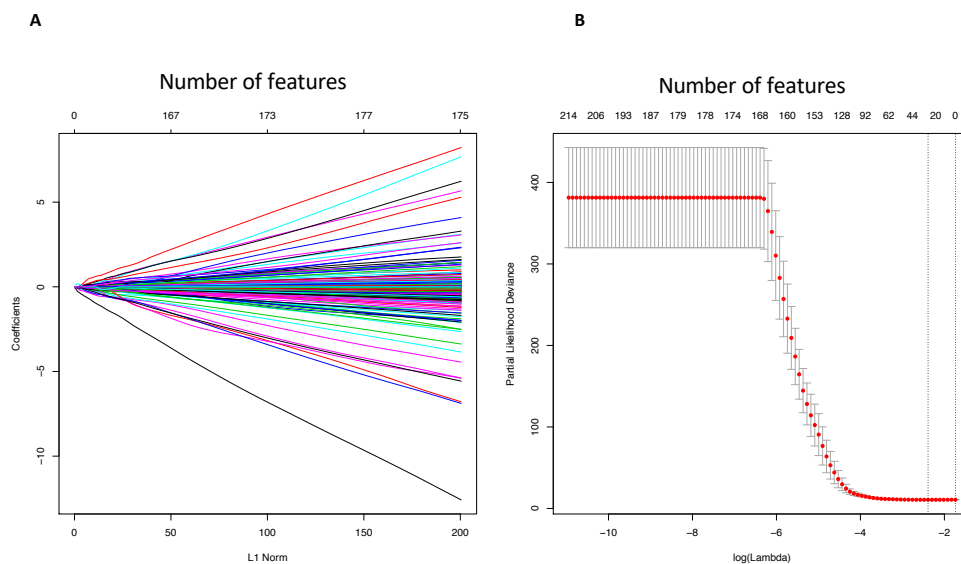 A
Number of features
0 167 173 177 175
5
0
−5
−10
Coefficients
0 50 100 150 200
L1 Norm
B
Number of features
214 206 193 187 179 178 174 168 160 153 128 92 62 44 20 0
400
300
200
100
0
Partial Likelihood Deviance
−10 −8 −6 −4 −2
log(Lambda)